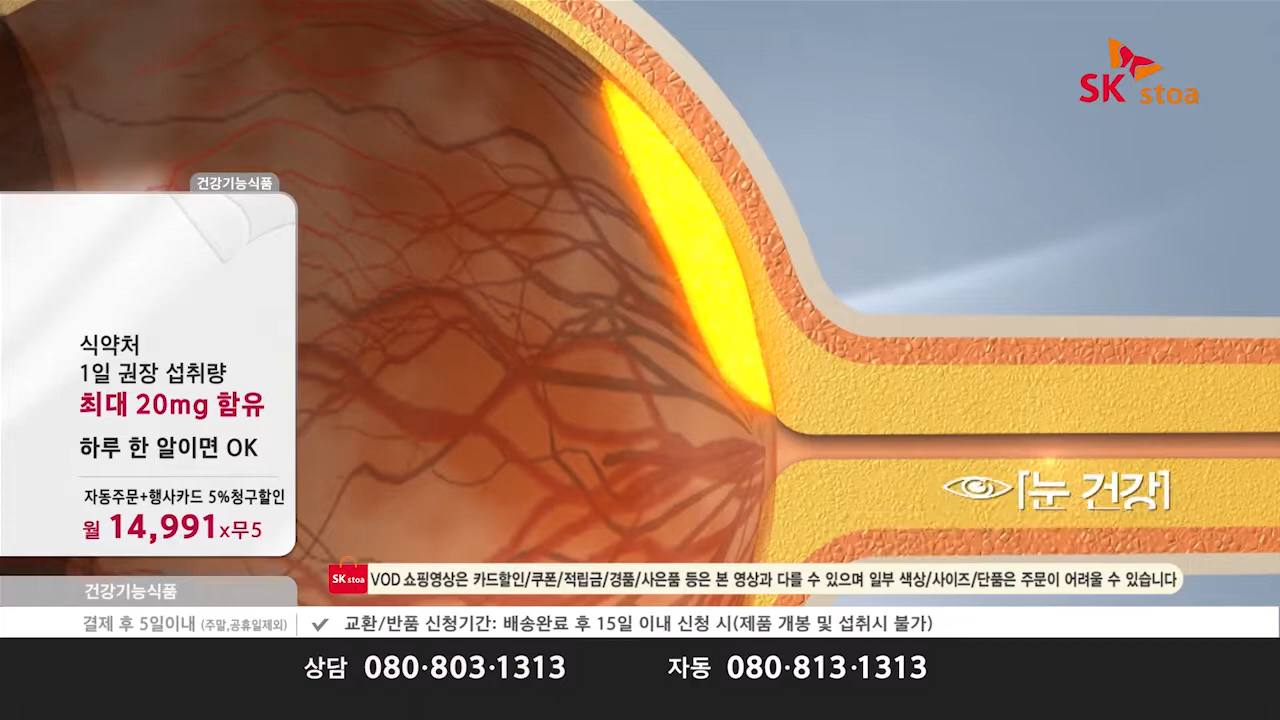 SK stoa
건강기능식품
식약처
1일 권장 섭취량
최대 20mg 함유
하루 한 알이면 OK
자동주문+행사카드 5%청구할인
월 14,991x무5
[눈 건강]
SK stoa VOD 쇼핑영상은 카드할인/쿠폰/적립금/경품/사은품 등은 본 영상과 다를 수 있으며 일부 색상/사이즈/단품은 주문이 어려울 수 있습니다
건강기능식품
결제 후 5일이내 (주말,공휴일제외) 교환/반품 신청기간: 배송완료 후 15일 이내 신청 시(제품 개봉 및 섭취시 불가)
상담 080·803·1313 자동 080·813·1313